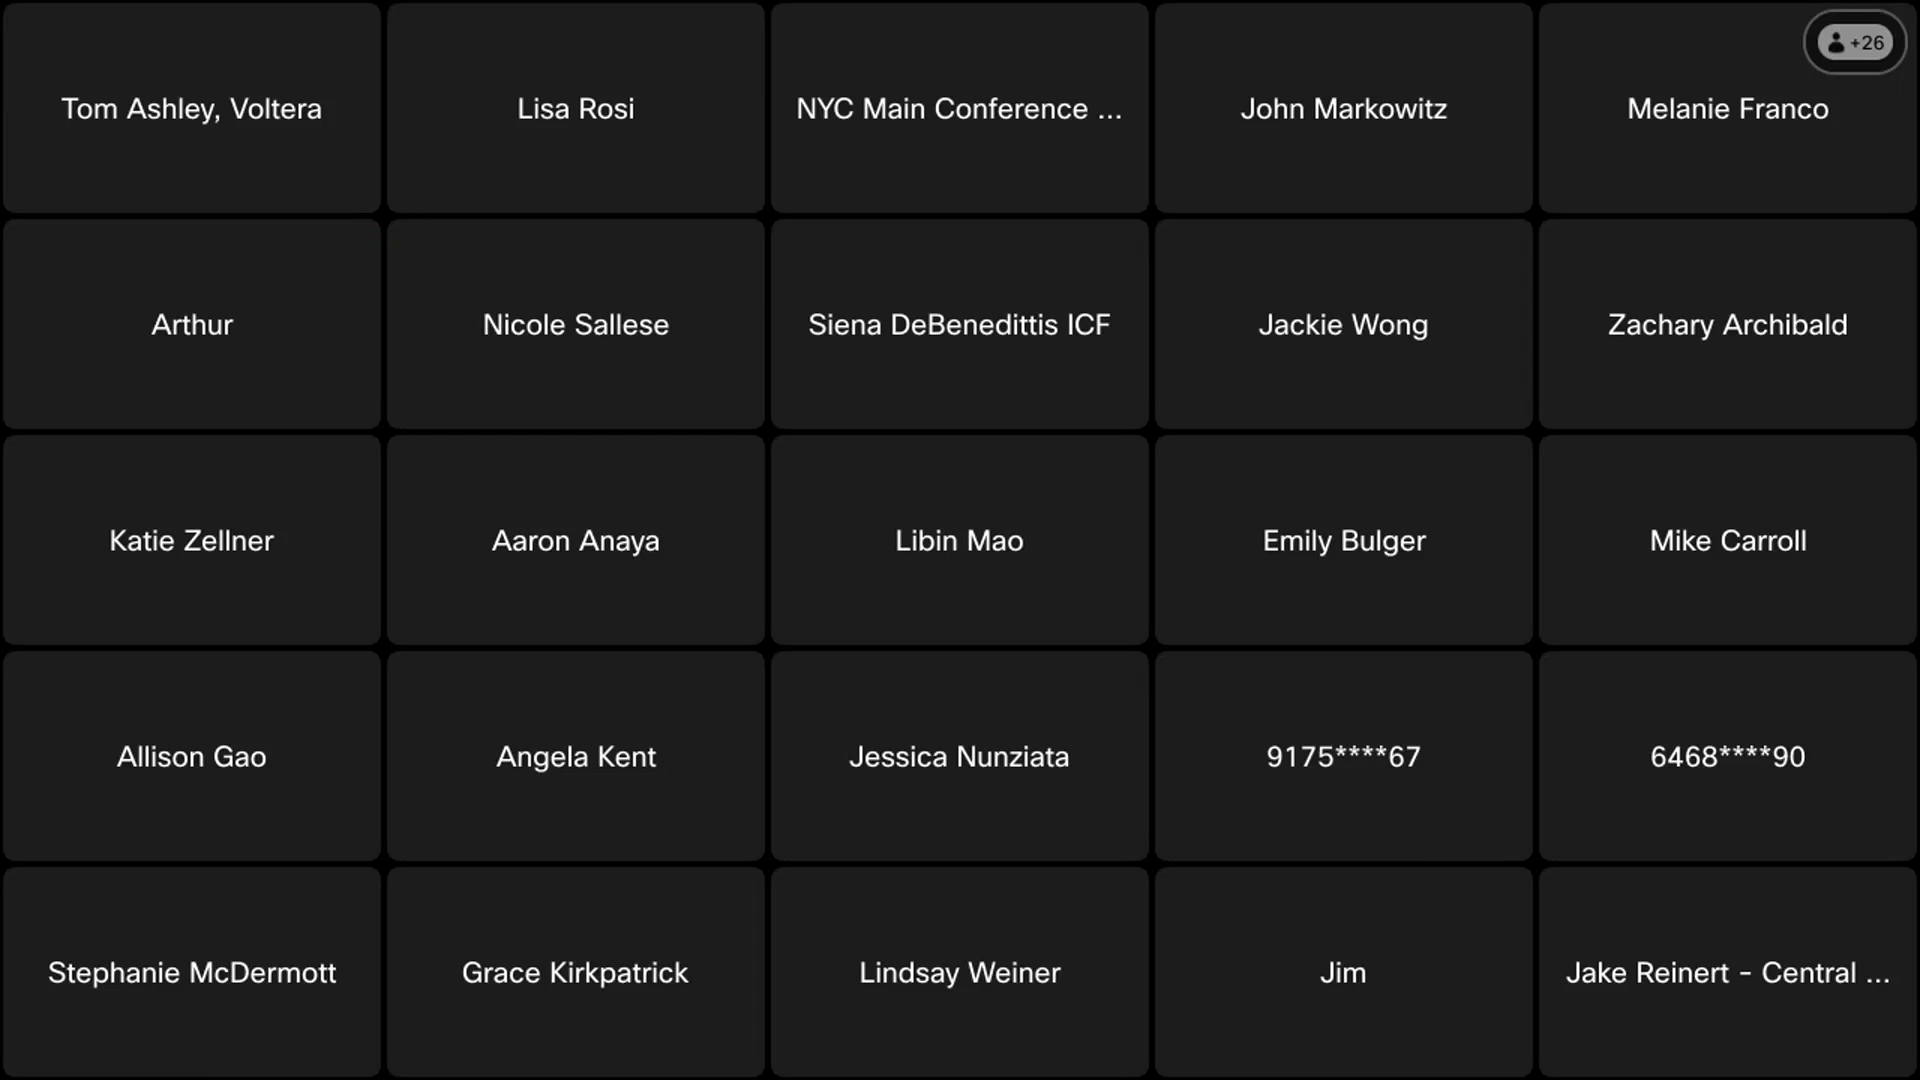 +26
Tom Ashley, Voltera
Lisa Rosi
NYC Main Conference ...
John Markowitz
Melanie Franco
Arthur
Nicole Sallese
Siena DeBenedittis ICF
Jackie Wong
Zachary Archibald
Katie Zellner
Aaron Anaya
Libin Mao
Emily Bulger
Mike Carroll
Allison Gao
Angela Kent
Jessica Nunziata
9175****67
6468****90
Stephanie McDermott
Grace Kirkpatrick
Lindsay Weiner
Jim
Jake Reinert - Central ...